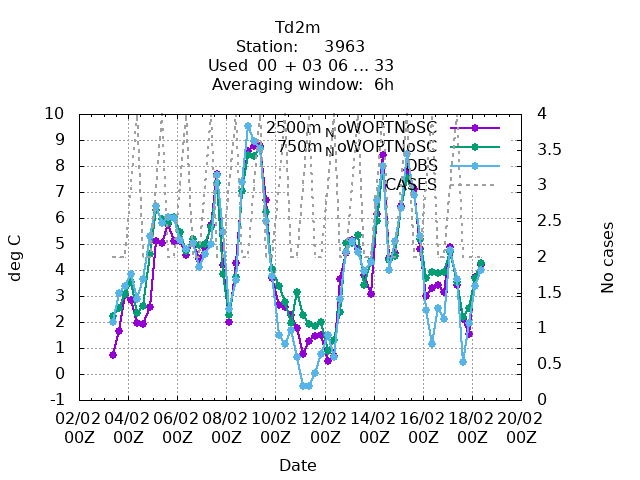 Td2m
Station: 3963
Used 00 + 03 06 ... 33
Averaging window: 6h
2500m_NoWOPTNoSC
750m_NoWOPTNoSC
OBS
CASES
10
9
8
7
6
5
4
3
2
1
0
-1
deg C
4
3.5
3
2.5
2
1.5
1
0.5
0
No cases
02/02 04/02 06/02 08/02 10/02 12/02 14/02 16/02 18/02 20/02
00Z 00Z 00Z 00Z 00Z 00Z 00Z 00Z 00Z 00Z
Date